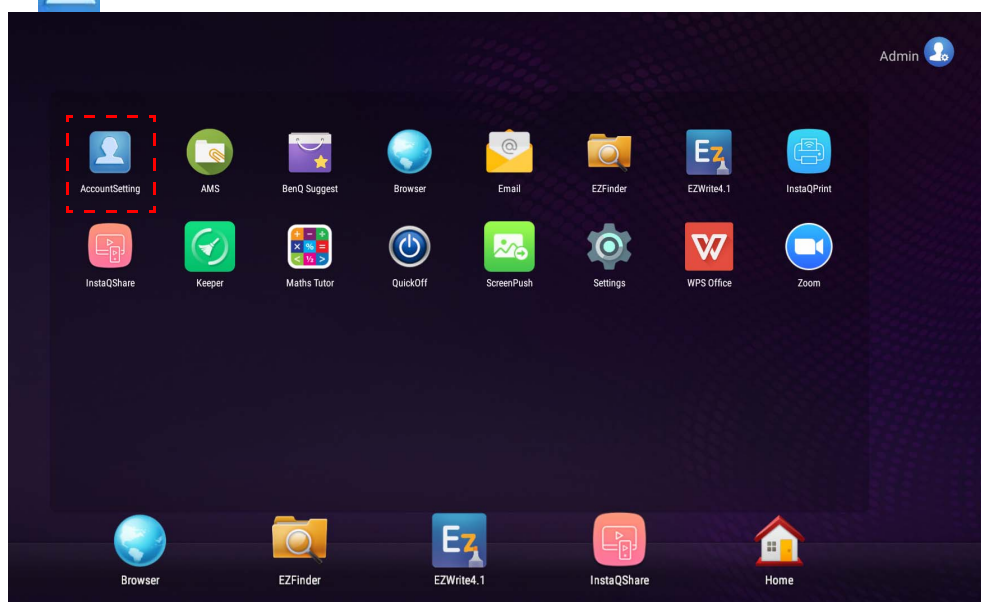 Admin
AccountSetting AMS BenQ Suggest Browser Email EZFinder EZWrite4.1 InstaQPrint
InstaQShare Keeper Maths Tutor QuickOff ScreenPush Settings WPS Office Zoom
Browser EZFinder EZWrite4.1 InstaQShare Home